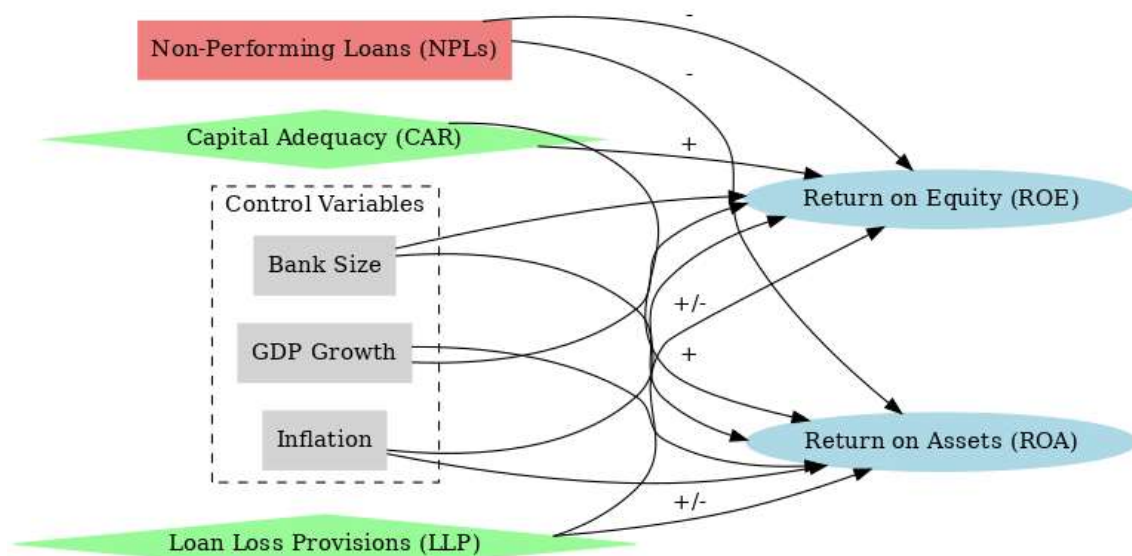 -
Non-Performing Loans (NPLs)
-
Capital Adequacy (CAR)
+
Control Variables
Return on Equity (ROE)
Bank Size
+/-
GDP Growth
+
Inflation
Return on Assets (ROA)
+/-
Loan Loss Provisions (LLP)